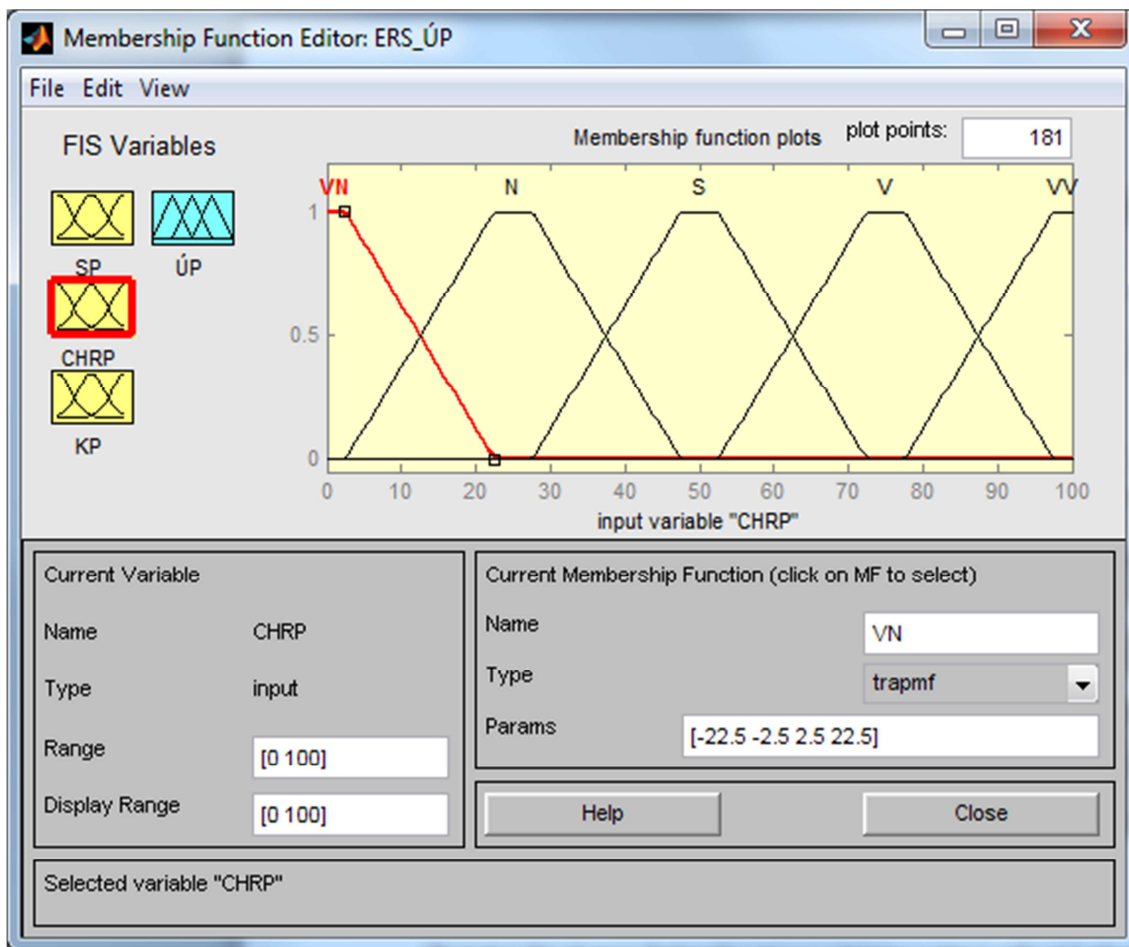 Membership Function Editor: ERS_ÚP
File Edit View
FIS Variables
Membership function plots plot points: 181
SP ÚP
CHRP
KP
VN N S V VV
1
0.5
0
0 10 20 30 40 50 60 70 80 90 100
input variable "CHRP"
Current Variable
Name CHRP
Type input
Range [0 100]
Display Range [0 100]
Current Membership Function (click on MF to select)
Name VN
Type trapmf
Params [-22.5 -2.5 2.5 22.5]
Help Close
Selected variable "CHRP"